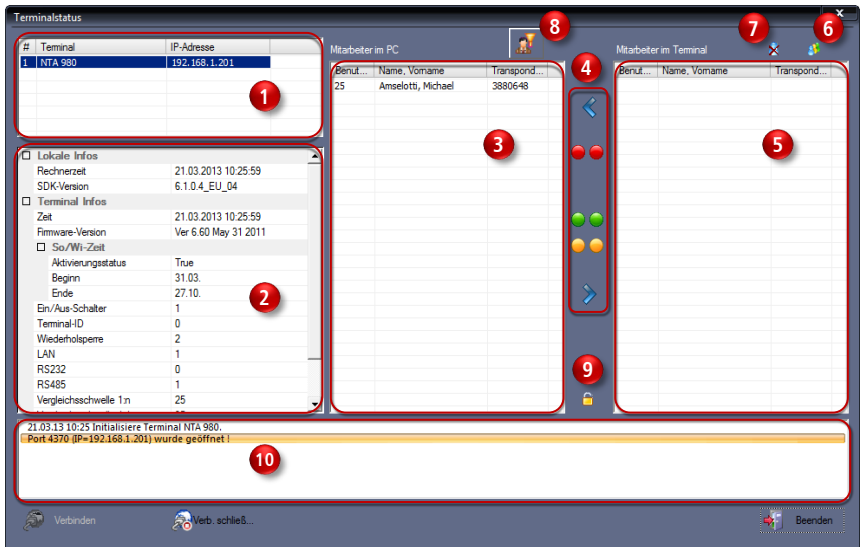 Terminalstatus
x
8
7
6
# Terminal IP-Adresse
1 NTA 980 192.168.1.201
1
Mitarbeiter im PC
Benut... Name, Vorname Transpond...
25 Amselotti, Michael 3880648
3
4
Mitarbeiter im Terminal
Benut... Name, Vorname Transpond...
5
Lokale Infos
Rechnerzeit 21.03.2013 10:25:59
SDK-Version 6.1.0.4_EU_04
Terminal Infos
Zeit 21.03.2013 10:25:59
Firmware-Version Ver 6.60 May 31 2011
So/Wi-Zeit
Aktivierungsstatus True
Beginn 31.03.
Ende 27.10.
Ein/Aus-Schalter 1
Terminal-ID 0
Wiederholsperre 2
LAN 1
RS232 0
RS485 1
Vergleichsschwelle 1:n 25
2
9
21.03.13 10:25 Initialisiere Terminal NTA 980.
Port 4370 (IP=192.168.1.201) wurde geöffnet !
10
Verbinden
Verb. schließ...
Beenden